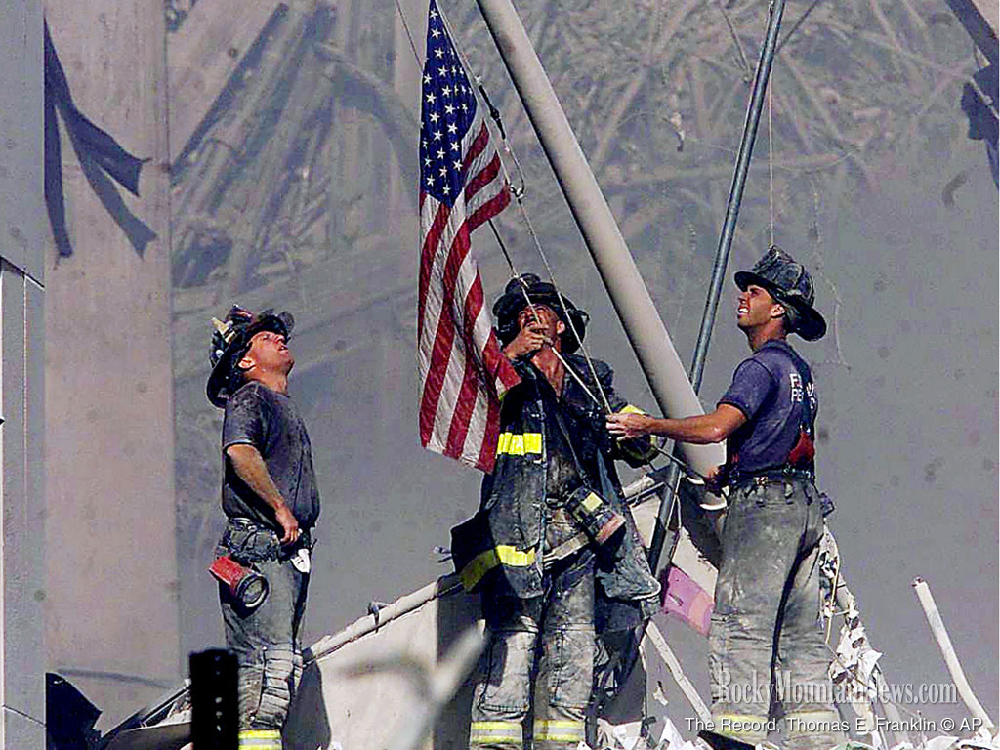 RockyMountainNews.com
The Record, Thomas E. Franklin © AP